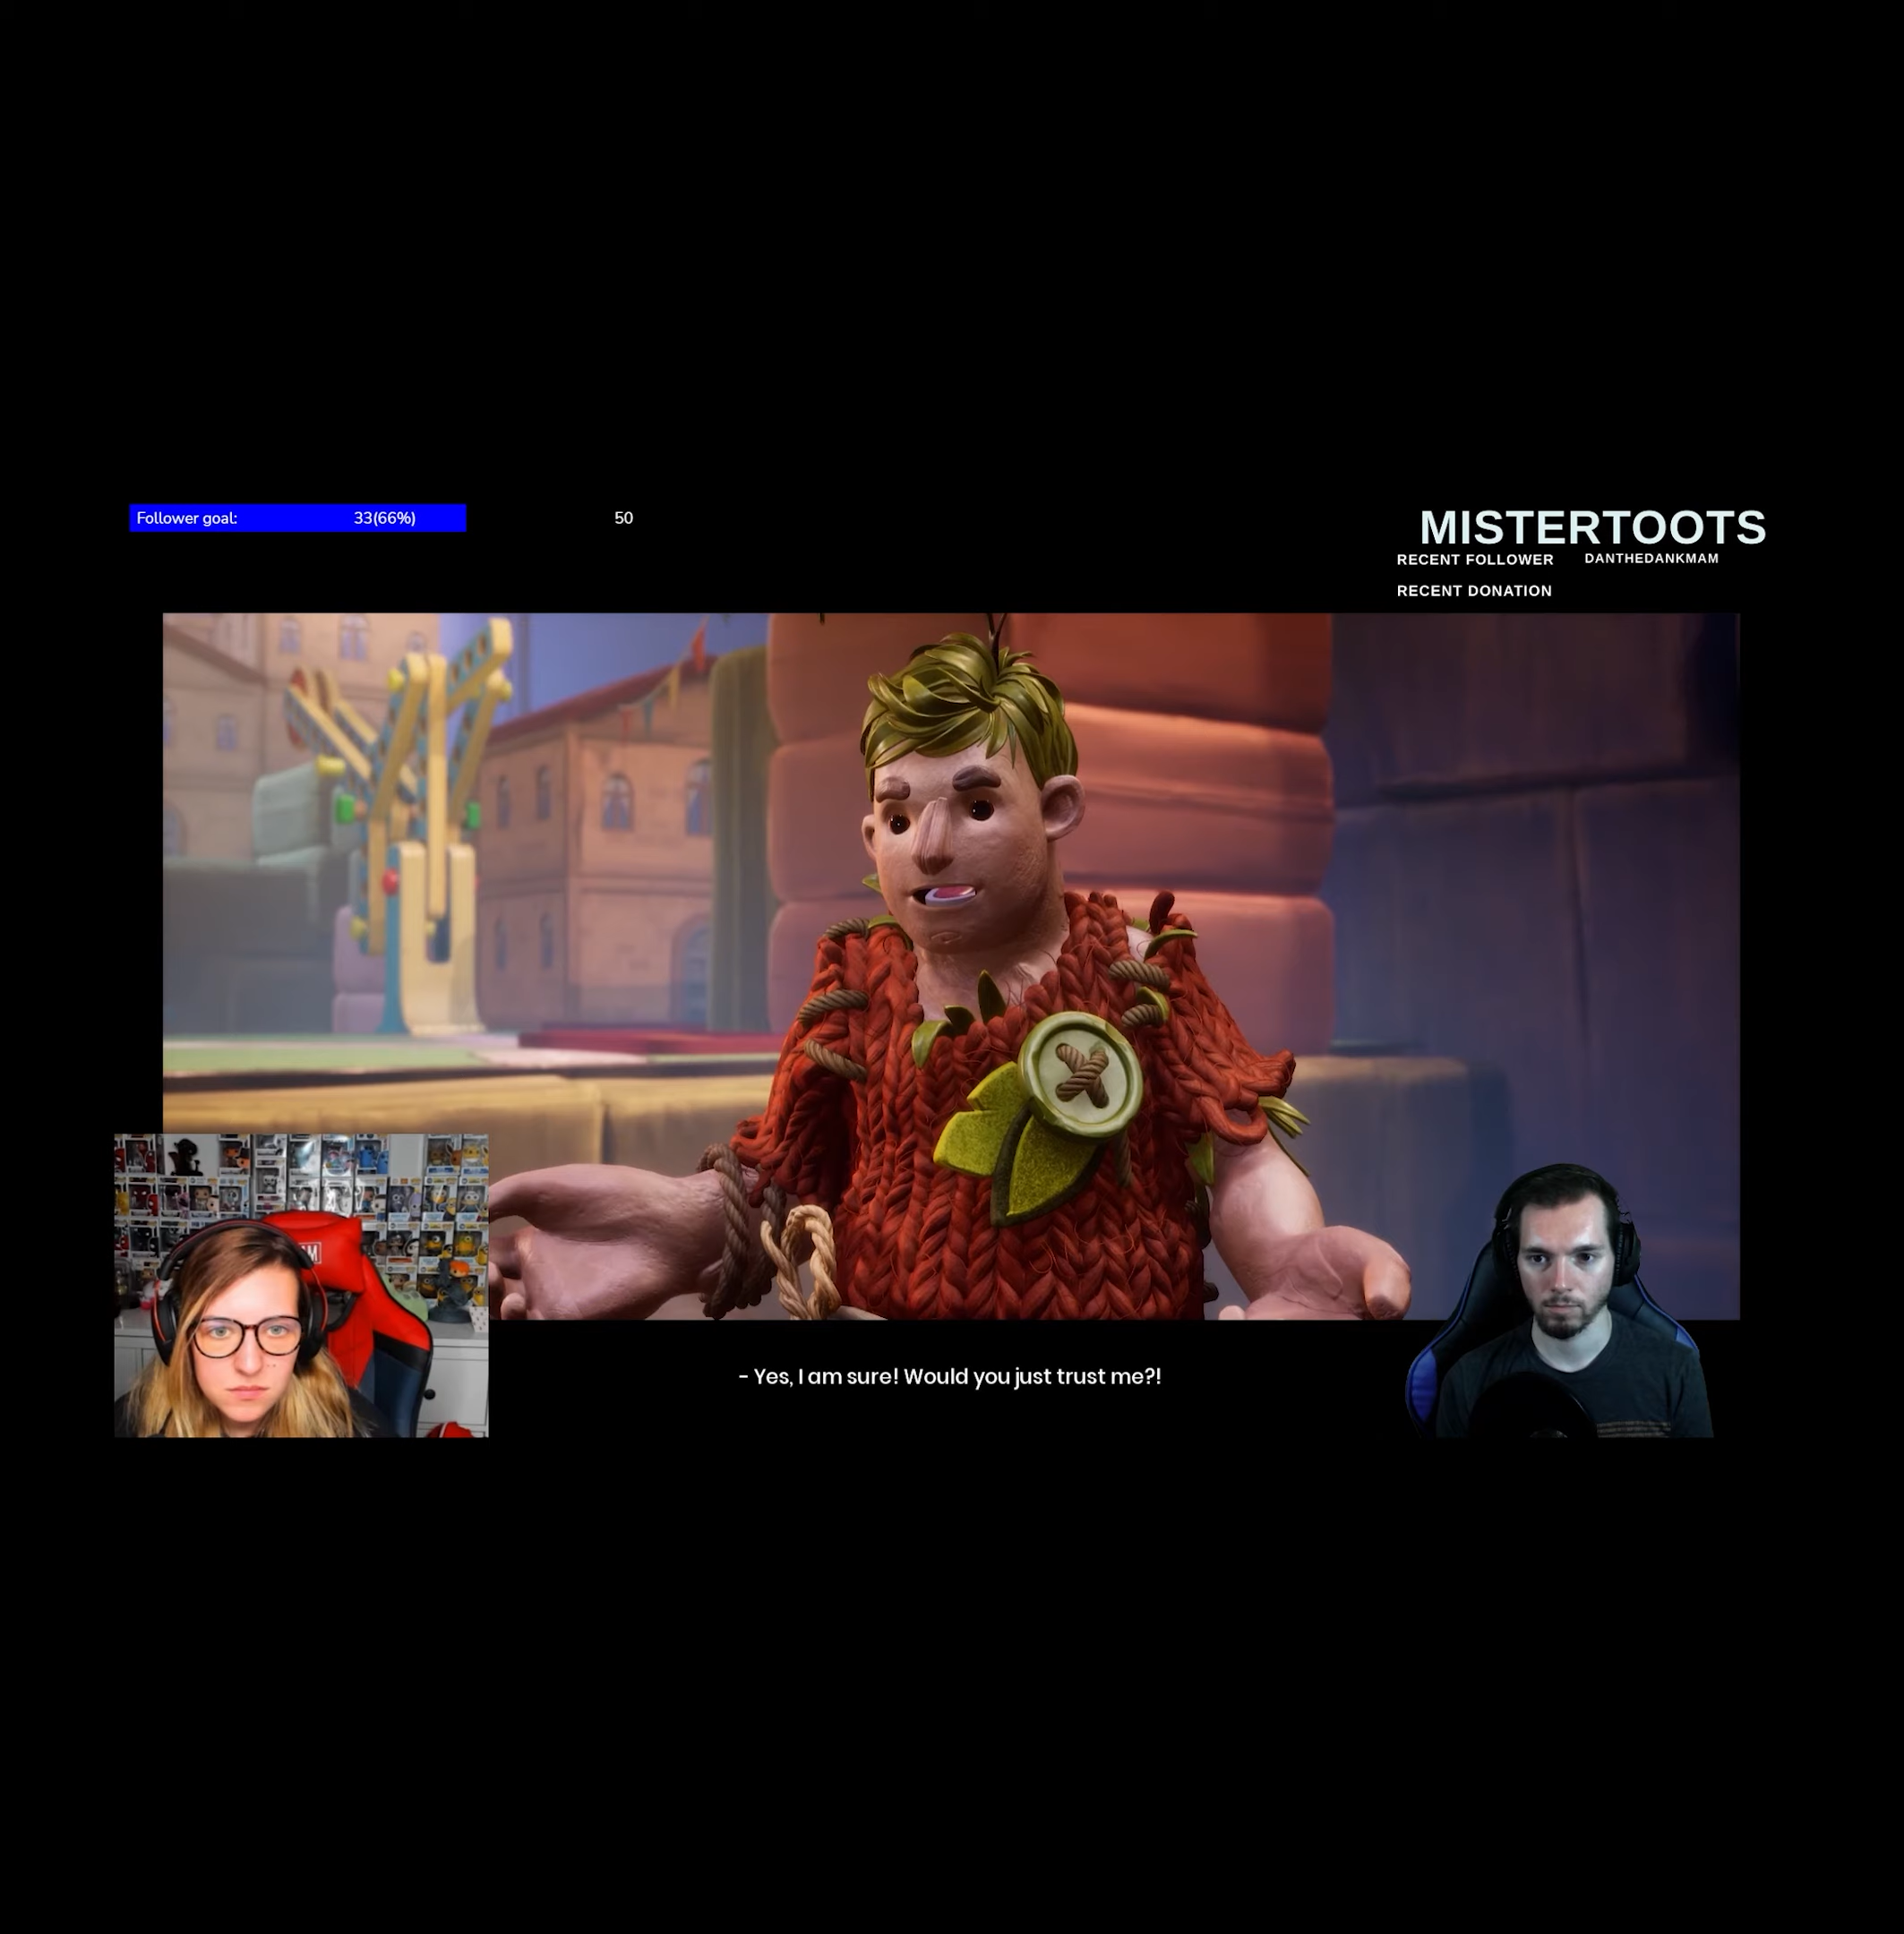 Follower goal: 33(66%) 50
MISTERTOOTS
RECENT FOLLOWER DANTHEDANKMAM
RECENT DONATION
- Yes, I am sure! Would you just trust me?!